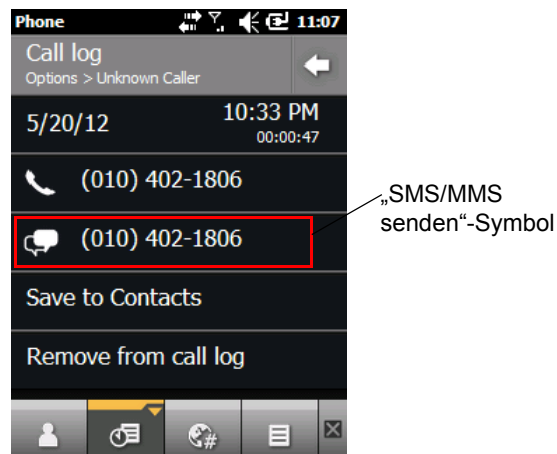 Phone 11:07
Call log
Options > Unknown Caller
5/20/12 10:33 PM
00:00:47
(010) 402-1806
(010) 402-1806
Save to Contacts
Remove from call log
#
„SMS/MMS
senden“-Symbol